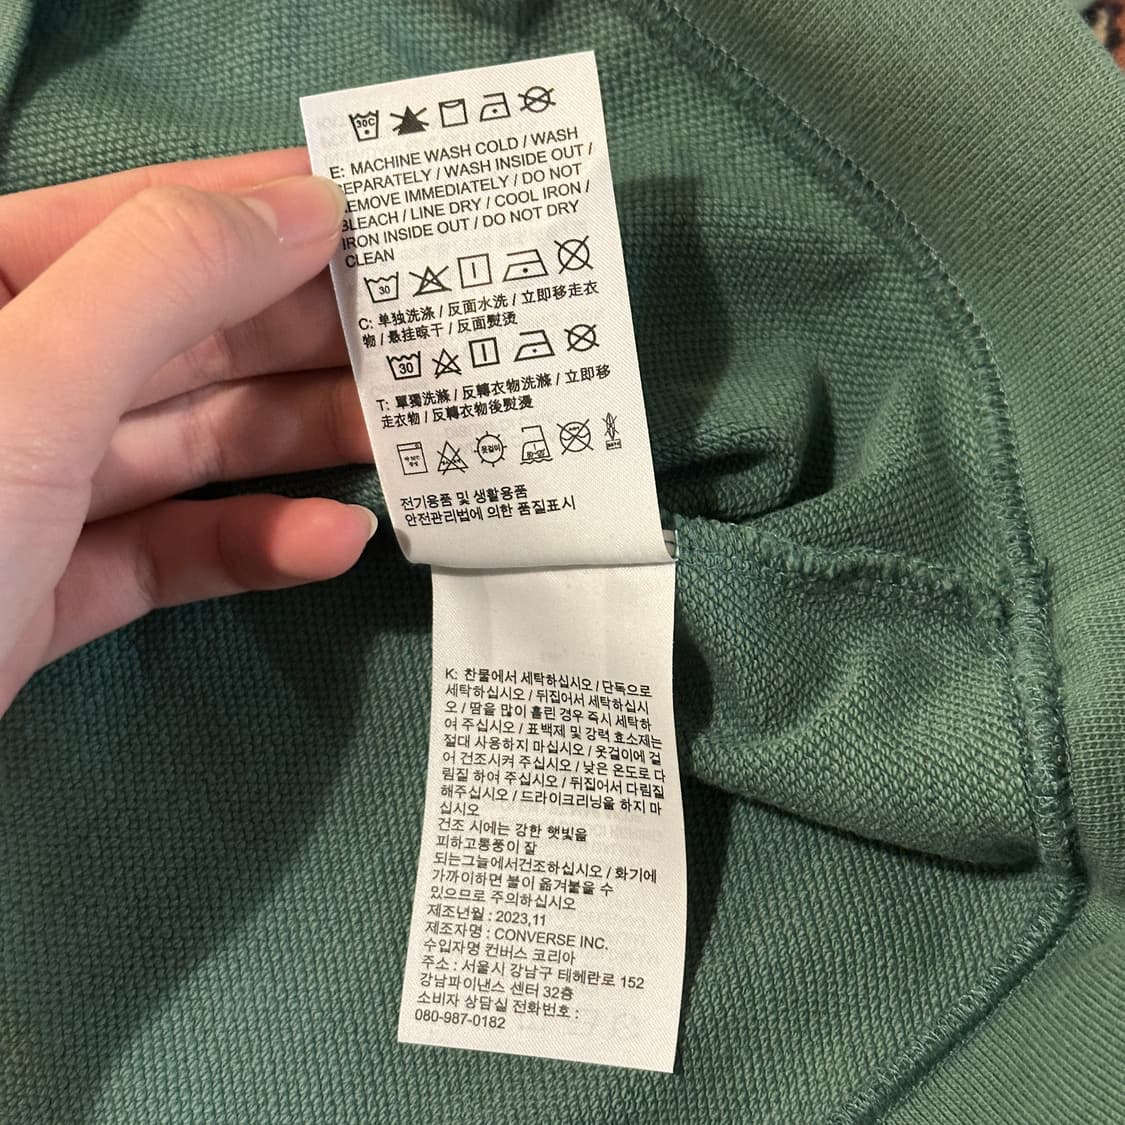 30C
E: MACHINE WASH COLD / WASH
SEPARATELY / WASH INSIDE OUT /
REMOVE IMMEDIATELY / DO NOT
BLEACH / LINE DRY / COOL IRON /
IRON INSIDE OUT / DO NOT DRY
CLEAN
30
C: 单独洗涤 / 反面水洗 / 立即移走衣
物 / 悬挂晾干 / 反面熨烫
30
T: 單獨洗滌 / 反轉衣物洗滌 / 立即移
走衣物 / 反轉衣物後熨燙
옷걸이
전기용품 및 생활용품
안전관리법에 의한 품질표시
K: 찬물에서 세탁하십시오 / 단독으로
세탁하십시오 / 뒤집어서 세탁하십시
오 / 땀을 많이 흘린 경우 즉시 세탁하
여 주십시오 / 표백제 및 강력 효소제는
절대 사용하지 마십시오 / 옷걸이에 걸
어 건조시켜 주십시오 / 낮은 온도로 다
림질 하여 주십시오 / 뒤집어서 다림질
해주십시오 / 드라이크리닝을 하지 마
십시오
건조 시에는 강한 햇빛을
피하고통풍이 잘
되는그늘에서건조하십시오 / 화기에
가까이하면 불이 옮겨붙을 수
있으므로 주의하십시오
제조년월 : 2023,11
제조자명 : CONVERSE INC.
수입자명 컨버스 코리아
주소 : 서울시 강남구 테헤란로 152
강남파이낸스 센터 32층
소비자 상담실 전화번호 :
080-987-0182